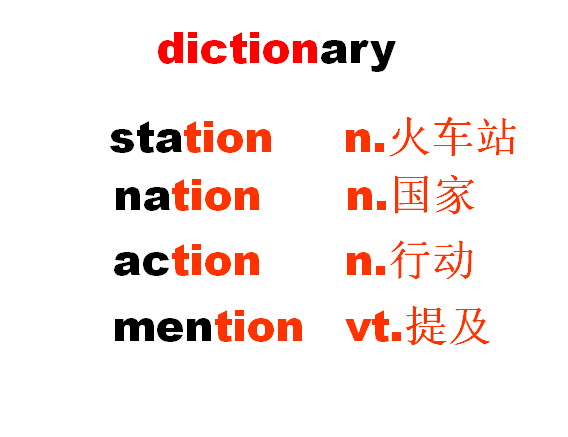 dictionary
station n.火车站
nation n.国家
action n.行动
mention vt.提及